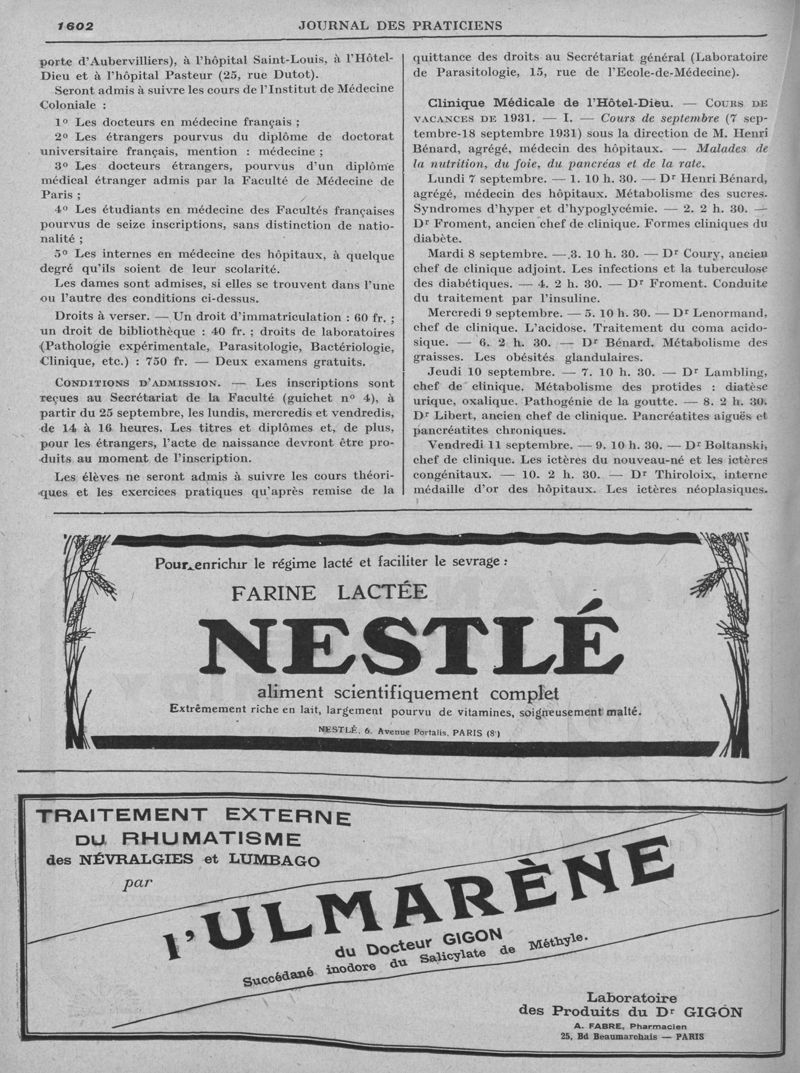 1602
JOURNAL DES PRATICIENS
porte d'Aubervilliers), à l'hôpital Saint-Louis, à l'Hôtel-
Dieu et à l'hôpital Pasteur (25, rue Dutot).
Seront admis à suivre les cours de l'Institut de Médecine
Coloniale :
1º Les docteurs en médecine français ;
2º Les étrangers pourvus du diplôme de doctorat
universitaire français, mention : médecine ;
3º Les docteurs étrangers, pourvus d'un diplôme
médical étranger admis par la Faculté de Médecine de
Paris ;
4º Les étudiants en médecine des Facultés françaises
pourvus de seize inscriptions, sans distinction de natio-
nalité ;
5º Les internes en médecine des hôpitaux, à quelque
degré qu'ils soient de leur scolarité.
Les dames sont admises, si elles se trouvent dans l'une
ou l'autre des conditions ci-dessus.
Droits à verser. — Un droit d'immatriculation : 60 fr. ;
un droit de bibliothèque : 40 fr. ; droits de laboratoires
(Pathologie expérimentale, Parasitologie, Bactériologie,
Clinique, etc.) : 750 fr. — Deux examens gratuits.
CONDITIONS D'ADMISSION. — Les inscriptions sont
reçues au Secrétariat de la Faculté (guichet nº 4), à
partir du 25 septembre, les lundis, mercredis et vendredis,
de 14 à 16 heures. Les titres et diplômes et, de plus,
pour les étrangers, l'acte de naissance devront être pro-
duits au moment de l'inscription.
Les élèves ne seront admis à suivre les cours théori-
ques et les exercices pratiques qu'après remise de la
quittance des droits au Secrétariat général (Laboratoire
de Parasitologie, 15, rue de l'Ecole-de-Médecine).
Clinique Médicale de l'Hôtel-Dieu. — COURS DE
VACANCES DE 1931. — I. — Cours de septembre (7 sep-
tembre-18 septembre 1931) sous la direction de M. Henri
Bénard, agrégé, médecin des hôpitaux. — Malades de
la nutrition, du foie, du pancréas et de la rate.
Lundi 7 septembre. — 1. 10 h. 30. — Dr Henri Bénard,
agrégé, médecin des hôpitaux. Métabolisme des sucres.
Syndromes d'hyper et d'hypoglycémie. — 2. 2 h. 30. —
Dr Froment, ancien chef de clinique. Formes cliniques du
diabète.
Mardi 8 septembre. — 3. 10 h. 30. — Dr Coury, ancien
chef de clinique adjoint. Les infections et la tuberculose
des diabétiques. — 4. 2 h. 30. — Dr Froment. Conduite
du traitement par l'insuline.
Mercredi 9 septembre. — 5. 10 h. 30. — Dr Lenormand,
chef de clinique. L'acidose. Traitement du coma acido-
sique. — 6. 2 h. 30. — Dr Bénard. Métabolisme des
graisses. Les obésités glandulaires.
Jeudi 10 septembre. — 7. 10 h. 30. — Dr Lambling,
chef de clinique. Métabolisme des protides : diatèse
urique, oxalique. Pathogénie de la goutte. — 8. 2 h. 30.
Dr Libert, ancien chef de clinique. Pancréatites aiguës et
pancréatites chroniques.
Vendredi 11 septembre. — 9. 10 h. 30. — Dr Boltanski,
chef de clinique. Les ictères du nouveau-né et les ictères
congénitaux. — 10. 2 h. 30. — Dr Thiroloix, interne
médaille d'or des hôpitaux. Les ictères néoplasiques.
Pour enrichir le régime lacté et faciliter le sevrage :
FARINE LACTÉE
NESTLÉ
aliment scientifiquement complet
Extrêmement riche en lait, largement pourvu de vitamines, soigneusement malté.
NESTLÉ, 6, Avenue Portalis, PARIS (8e)
TRAITEMENT EXTERNE
DU RHUMATISME
des NÉVRALGIES et LUMBAGO
par
l'ULMARÈNE
du Docteur GIGON
Succédané inodore du Salicylate de Méthyle.
Laboratoire
des Produits du Dr GIGON
A. FABRE, Pharmacien
25, Bd Beaumarchais — PARIS